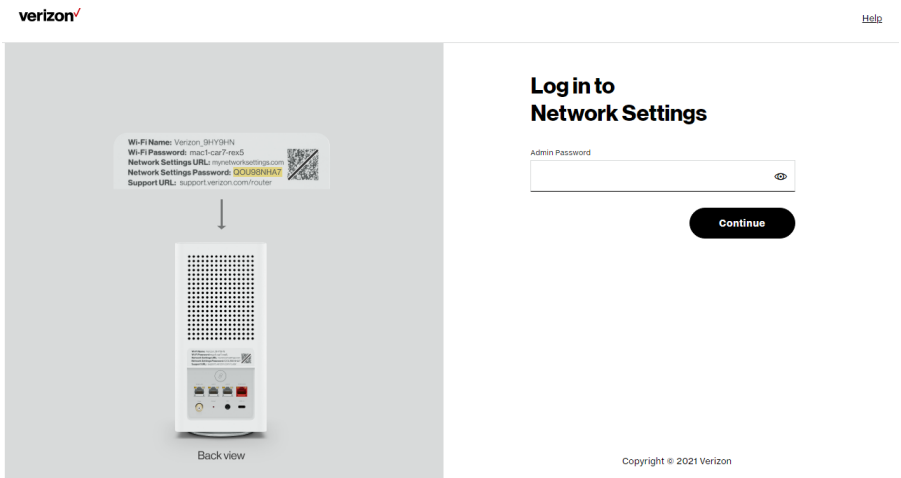 verizon✓
Help
Wi-Fi Name: Verizon_9HY9HN
Wi-Fi Password: mac1-car7-rex5
Network Settings URL: mynetworksettings.com
Network Settings Password: QOU98NHA7
Support URL: support.verizon.com/router
Back view
Log in to
Network Settings
Admin Password
Continue
Copyright © 2021 Verizon